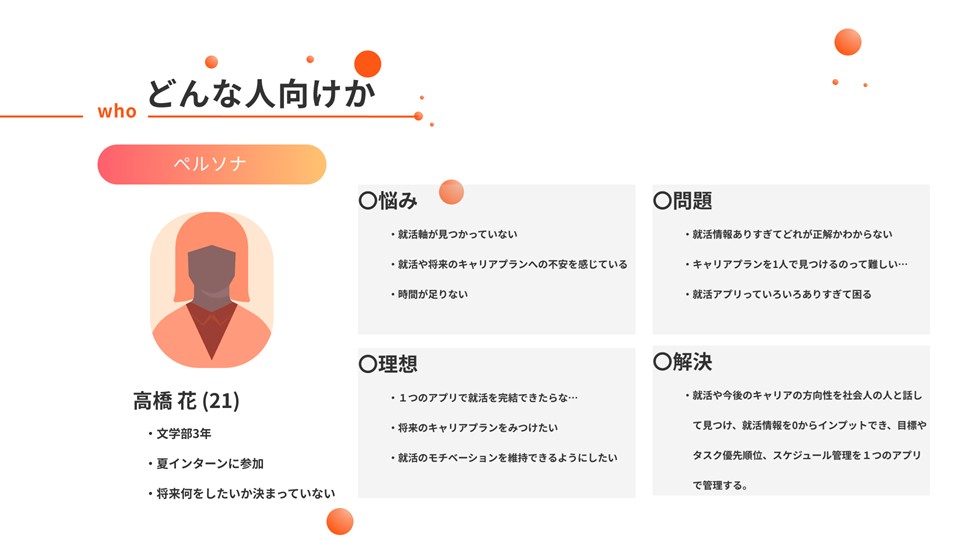 どんな人向けか
who
ペルソナ
高橋 花 (21)
・文学部3年
・夏インターンに参加
・将来何をしたいか決まっていない
〇悩み
・就活軸が見つかっていない
・就活や将来のキャリアプランへの不安を感じている
・時間が足りない
〇問題
・就活情報ありすぎてどれが正解かわからない
・キャリアプランを1人で見つけるのって難しい…
・就活アプリっていろいろありすぎて困る
〇理想
・１つのアプリで就活を完結できたらな…
・将来のキャリアプランをみつけたい
・就活のモチベーションを維持できるようにしたい
〇解決
・就活や今後のキャリアの方向性を社会人の人と話し
て見つけ、就活情報を0からインプットでき、目標や
タスク優先順位、スケジュール管理を１つのアプリ
で管理する。